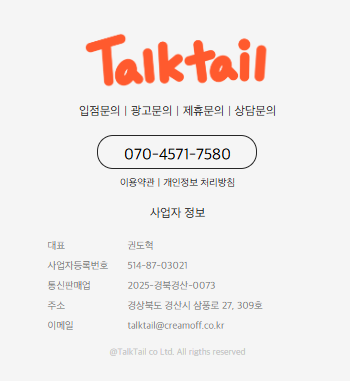 Talktail
입점문의 | 광고문의 | 제휴문의 | 상담문의
070-4571-7580
이용약관 | 개인정보 처리방침
사업자 정보
대표 권도혁
사업자등록번호 514-87-03021
통신판매업 2025-경북경산-0073
주소 경상북도 경산시 삼풍로 27, 309호
이메일 talktail@creamoff.co.kr
@TalkTail co Ltd. All rigths reserved